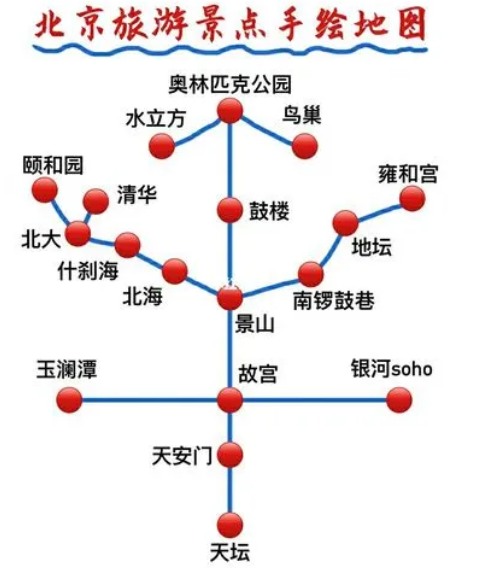 北京旅游景点手绘地图
奥林匹克公园
水立方
鸟巢
颐和园
清华
雍和宫
鼓楼
北大
地坛
什刹海
北海
南锣鼓巷
景山
玉澜潭
故宫
银河soho
天安门
天坛